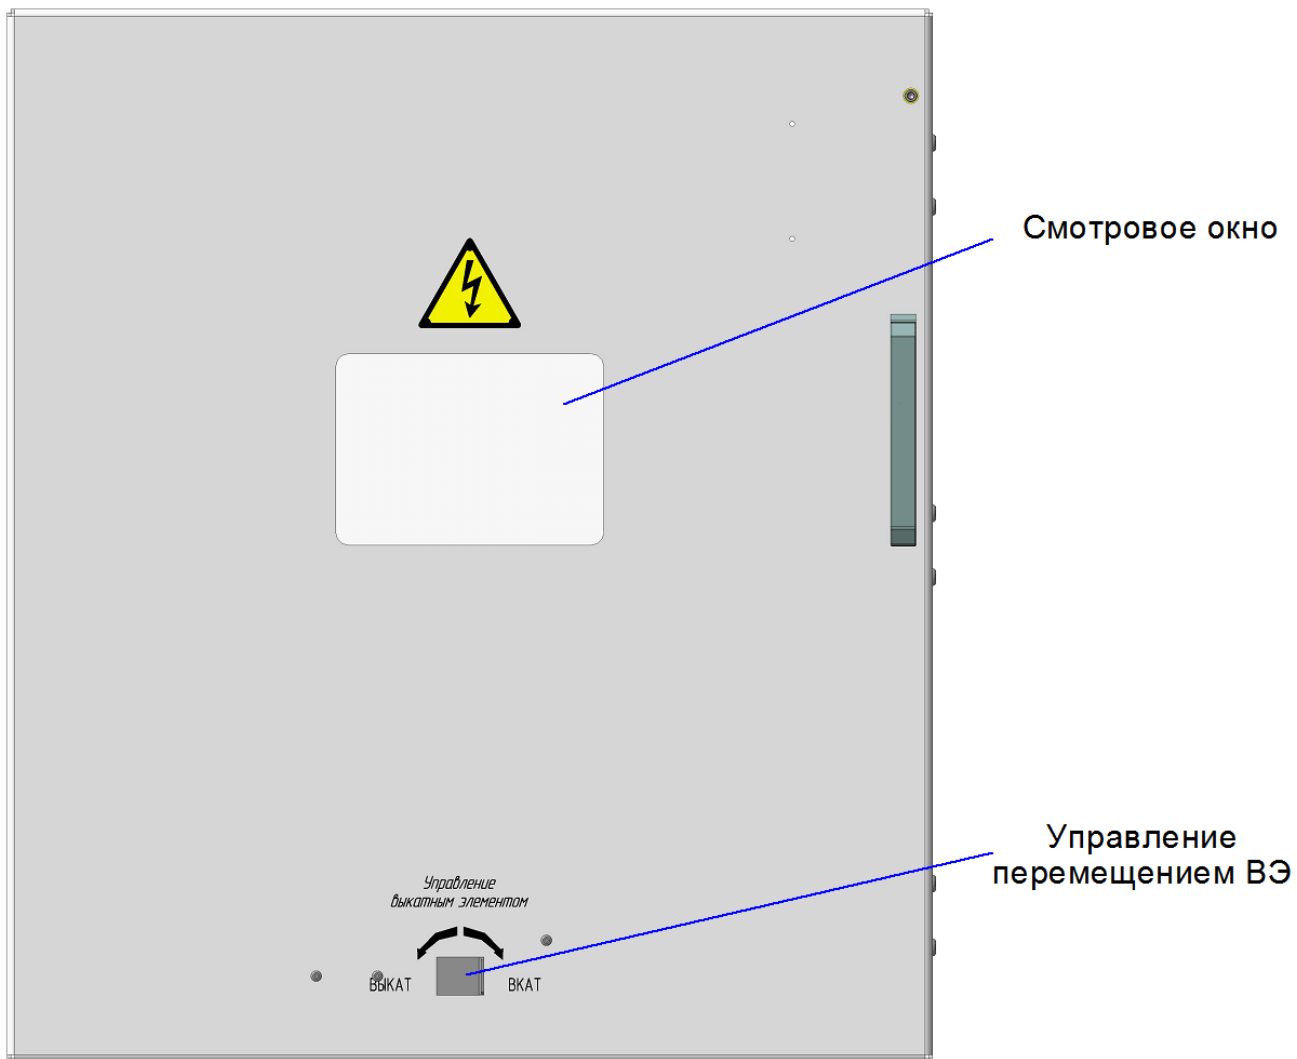 Смотровое окно
Управление
перемещением ВЭ
Управление
выкатным элементом
ВЫКАТ
ВКАТ